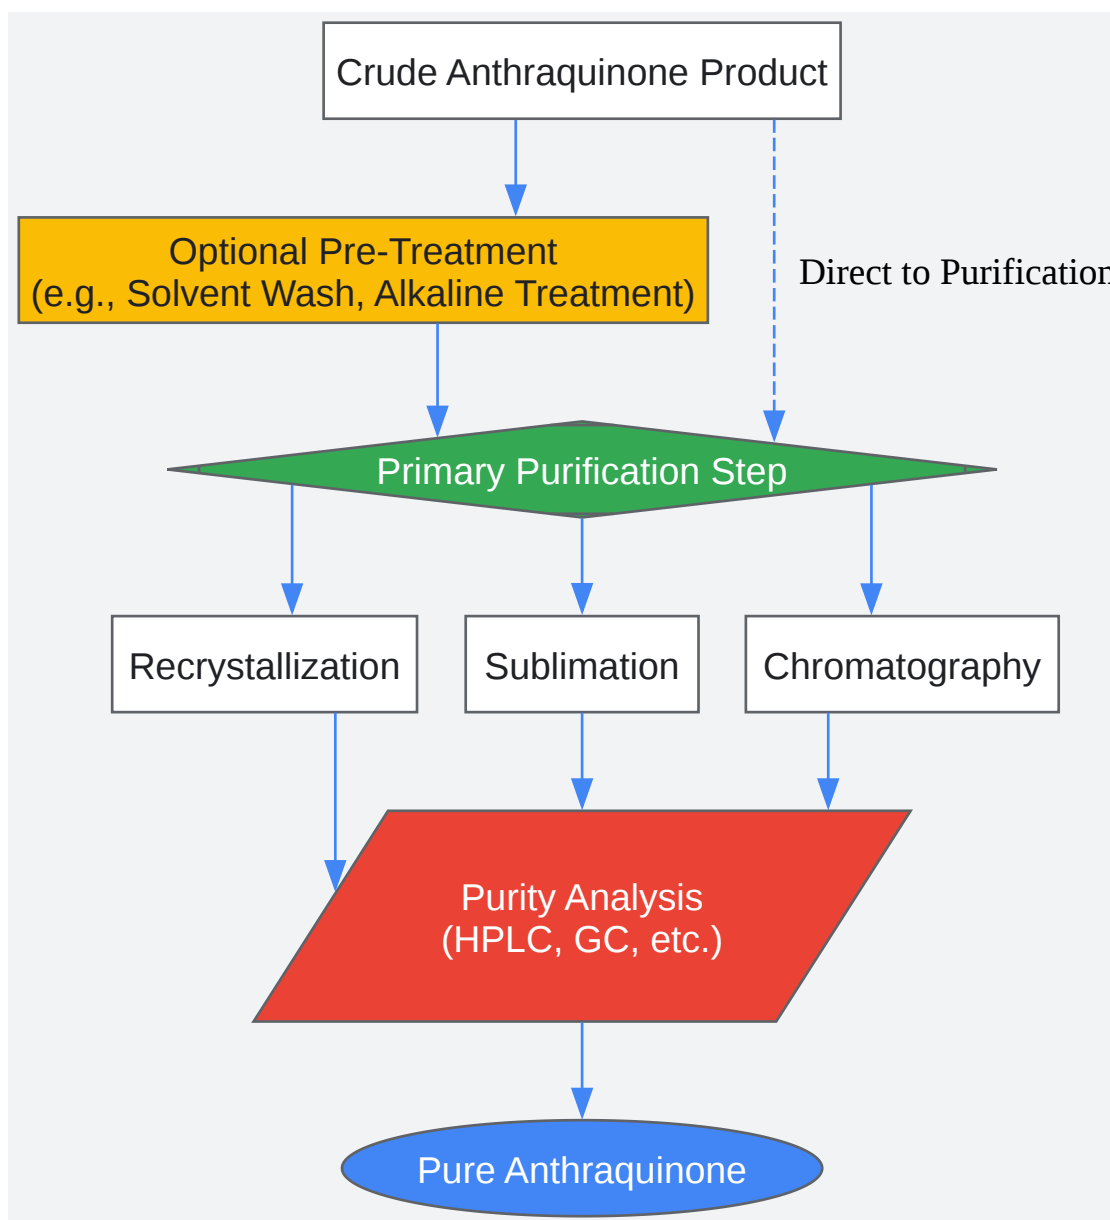 Crude Anthraquinone Product
Optional Pre-Treatment
(e.g., Solvent Wash, Alkaline Treatment)
Direct to Purification
Primary Purification Step
Recrystallization
Sublimation
Chromatography
Purity Analysis
(HPLC, GC, etc.)
Pure Anthraquinone